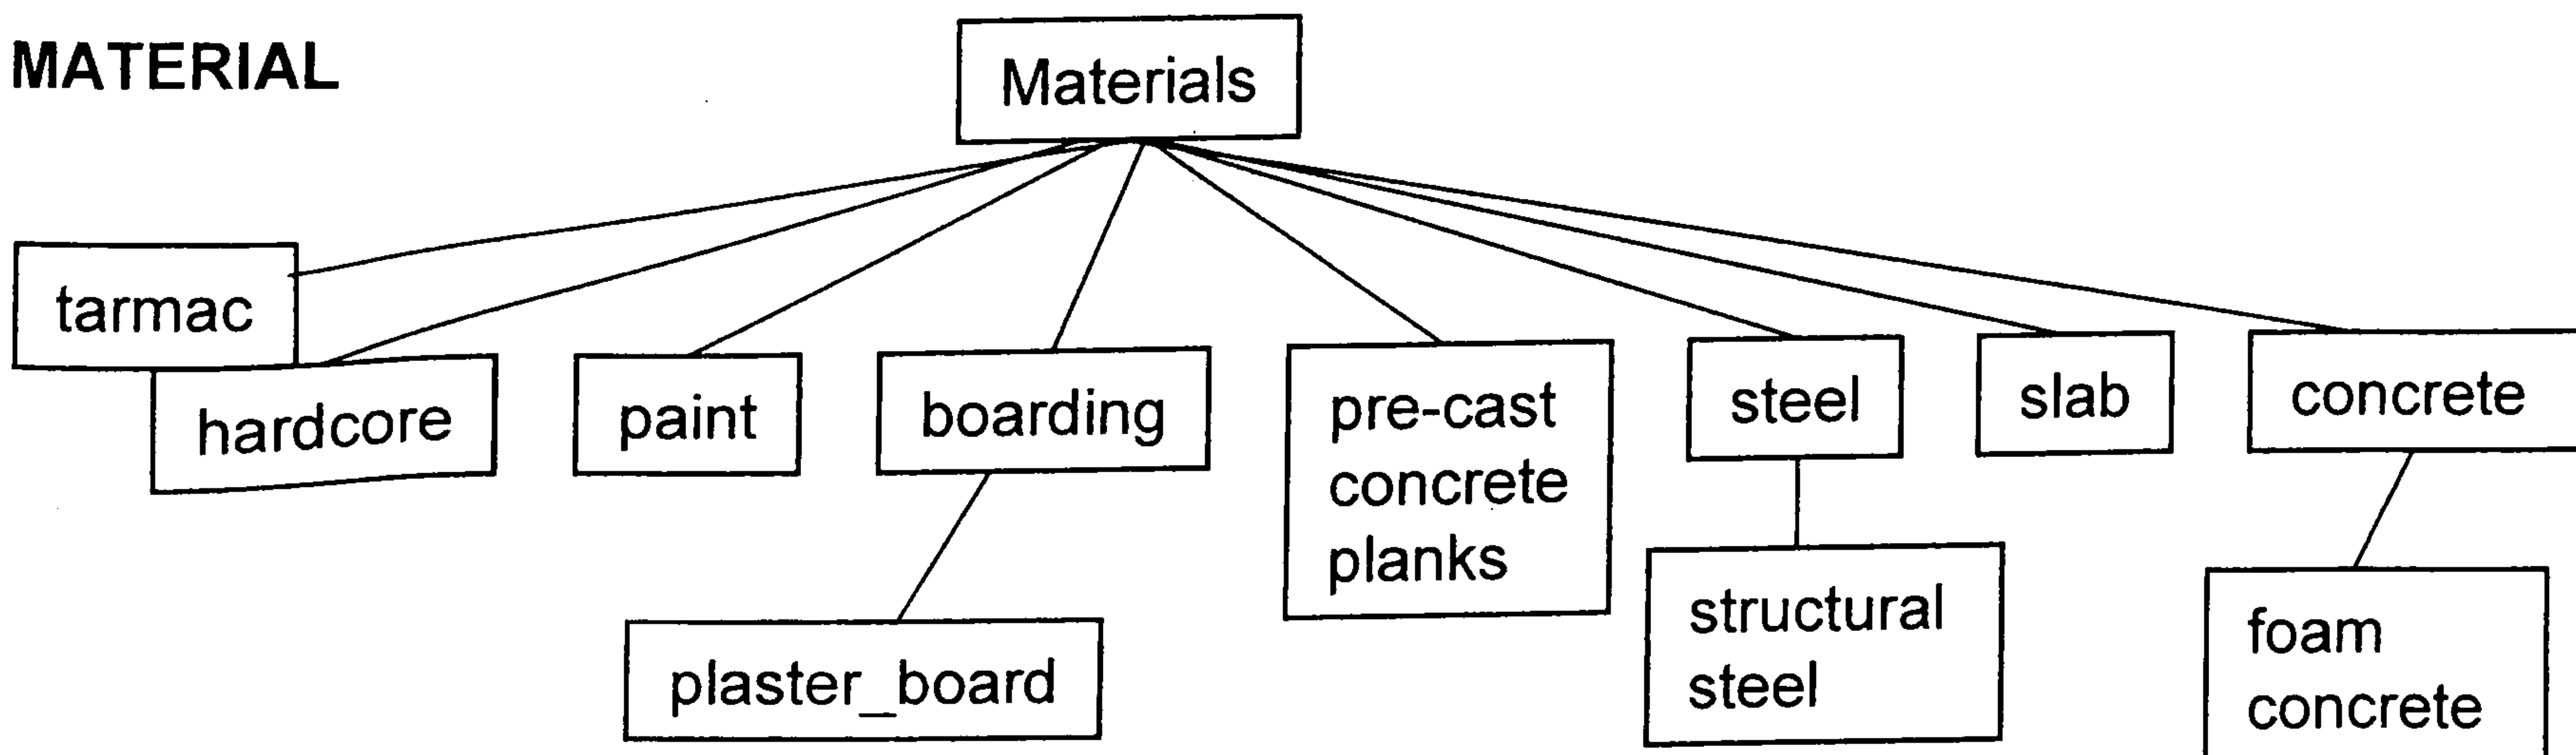 MATERIAL
Materials
tarmac
hardcore
paint
boarding
pre-cast
concrete
planks
steel
slab
concrete
plaster_board
structural
steel
foam
concrete